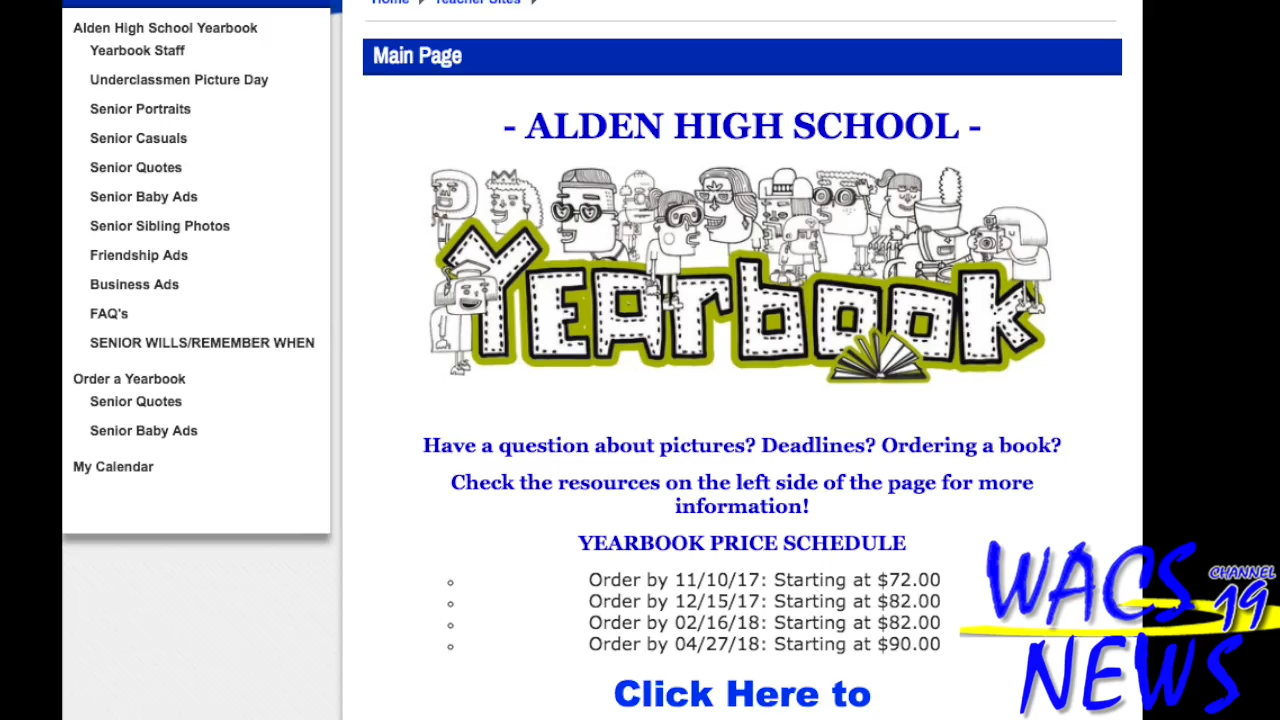 Home Teacher Sites
Alden High School Yearbook
Yearbook Staff
Underclassmen Picture Day
Senior Portraits
Senior Casuals
Senior Quotes
Senior Baby Ads
Senior Sibling Photos
Friendship Ads
Business Ads
FAQ's
SENIOR WILLS/REMEMBER WHEN
Order a Yearbook
Senior Quotes
Senior Baby Ads
My Calendar
Main Page
- ALDEN HIGH SCHOOL -
YEarbook
Have a question about pictures? Deadlines? Ordering a book?
Check the resources on the left side of the page for more
information!
YEARBOOK PRICE SCHEDULE
Order by 11/10/17: Starting at $72.00
Order by 12/15/17: Starting at $82.00
Order by 02/16/18: Starting at $82.00
Order by 04/27/18: Starting at $90.00
Click Here to
WACS CHANNEL 19
NEWS